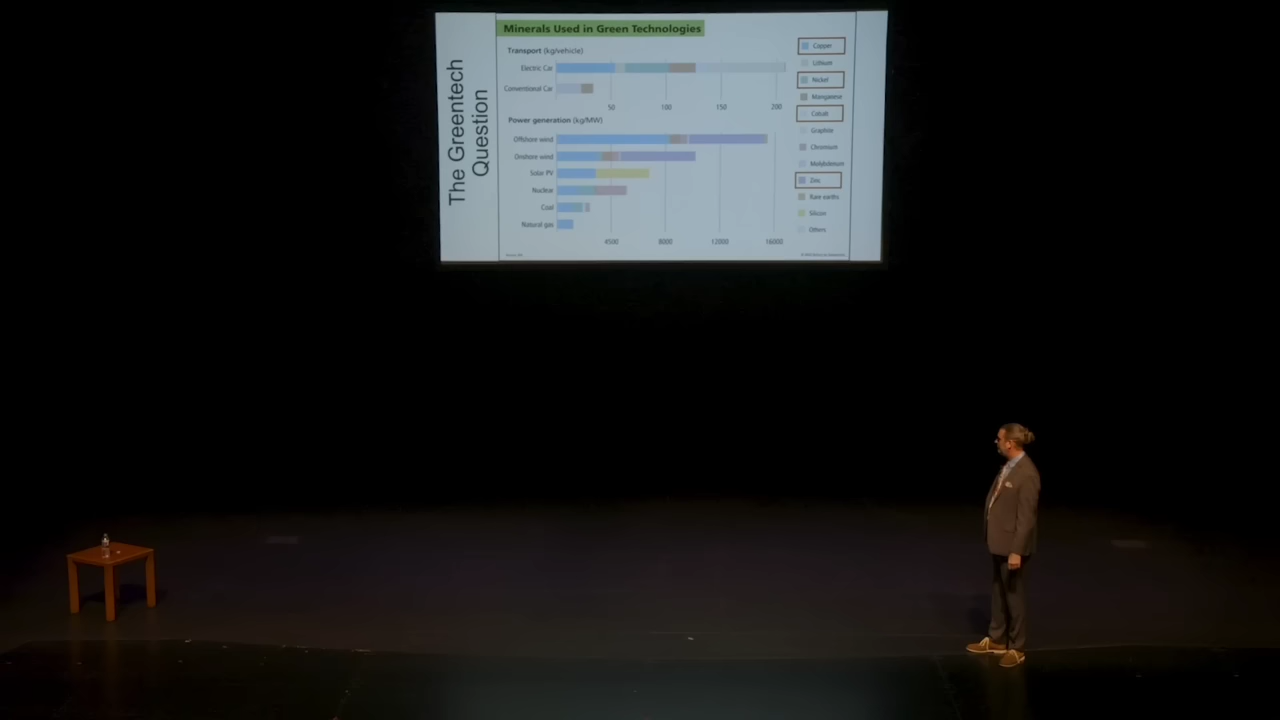 The Greentech
Question
Minerals Used in Green Technologies
Transport (kg/vehicle)
Electric Car
Conventional Car
50 100 150 200
Power generation (kg/MW)
Offshore wind
Onshore wind
Solar PV
Nuclear
Coal
Natural gas
4500 8000 12000 16000
Copper
Lithium
Nickel
Manganese
Cobalt
Graphite
Chromium
Molybdenum
Zinc
Rare earths
Silicon
Others